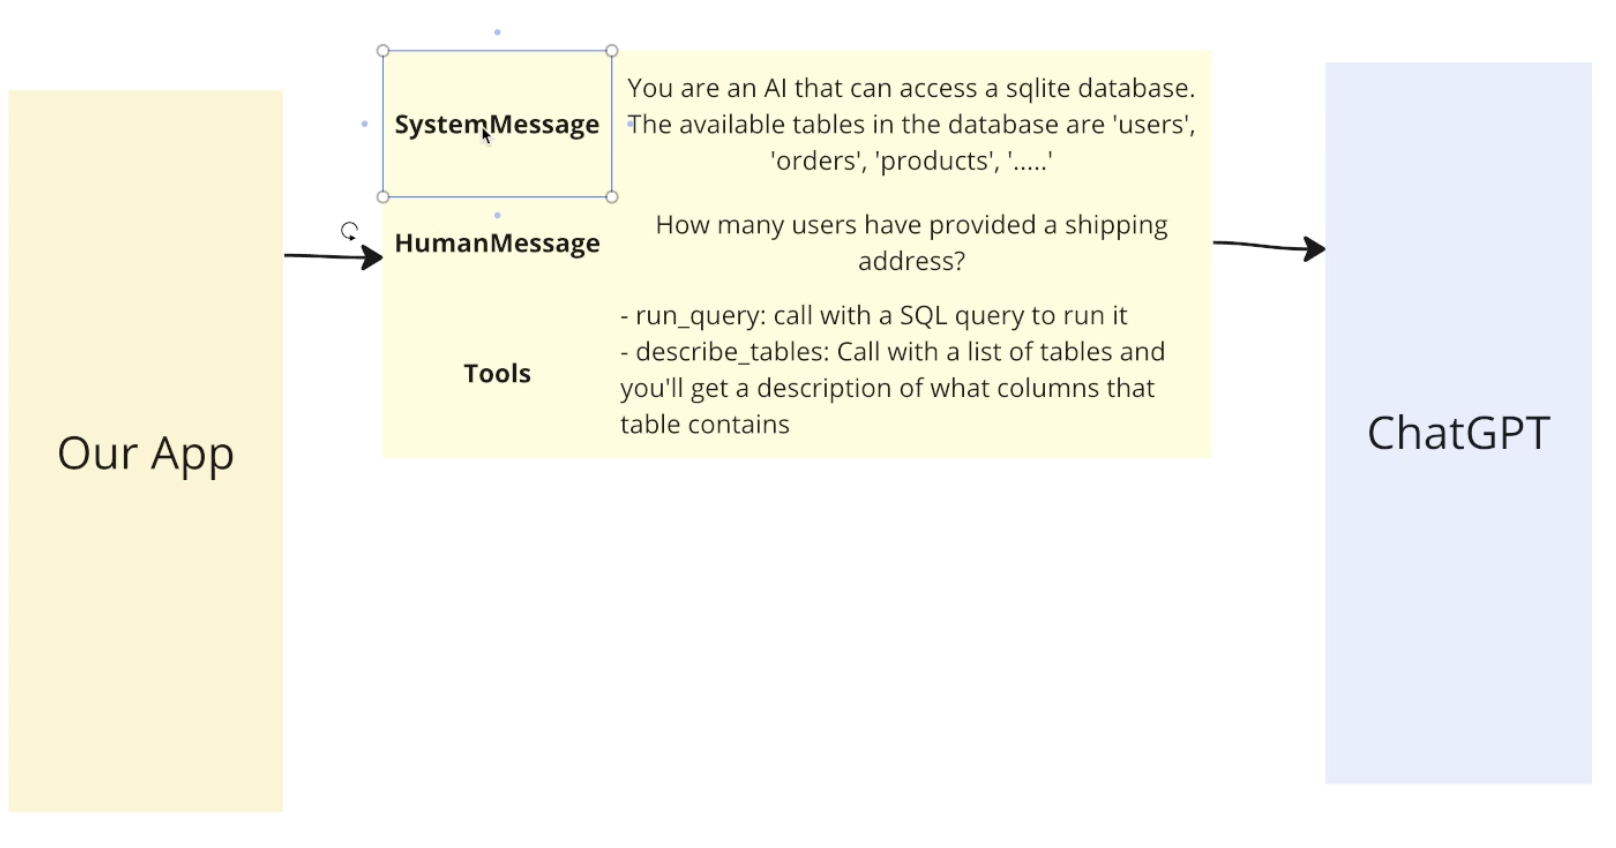 Our App
SystemMessage
You are an AI that can access a sqlite database.
The available tables in the database are 'users',
'orders', 'products', '.....'
HumanMessage
How many users have provided a shipping
address?
Tools
- run_query: call with a SQL query to run it
- describe_tables: Call with a list of tables and
you'll get a description of what columns that
table contains
ChatGPT